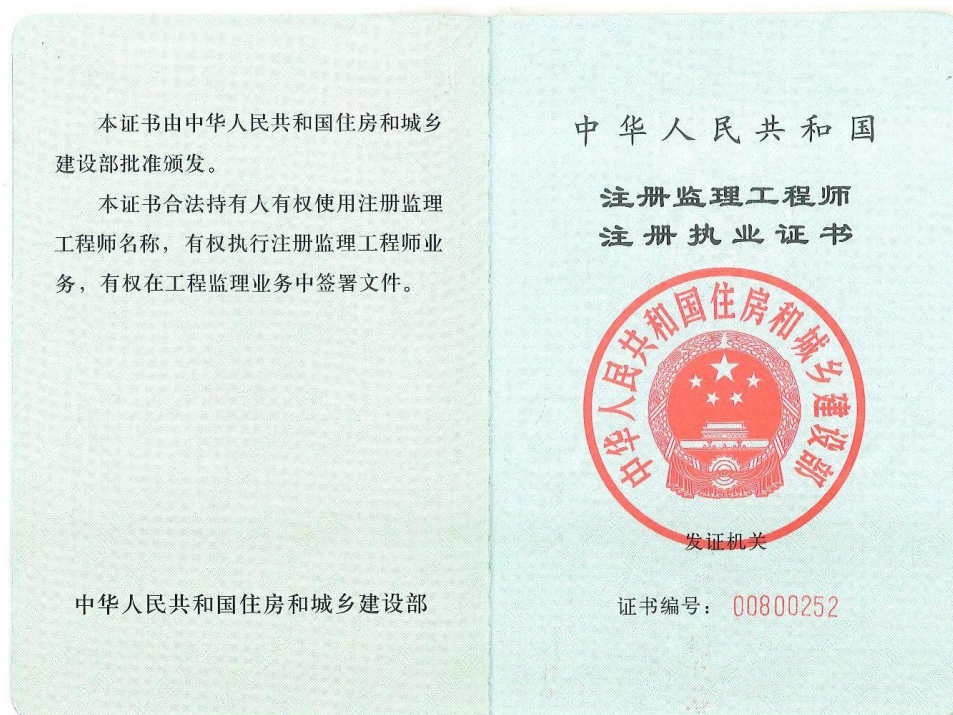 本证书由中华人民共和国住房和城乡
建设部批准颁发。
本证书合法持有人有权使用注册监理
工程师名称，有权执行注册监理工程师业
务，有权在工程监理业务中签署文件。
中华人民共和国住房和城乡建设部
中华人民共和国
注册监理工程师
注册执业证书
中华人民共和国住房和城乡建设部
发证机关
证书编号：00800252